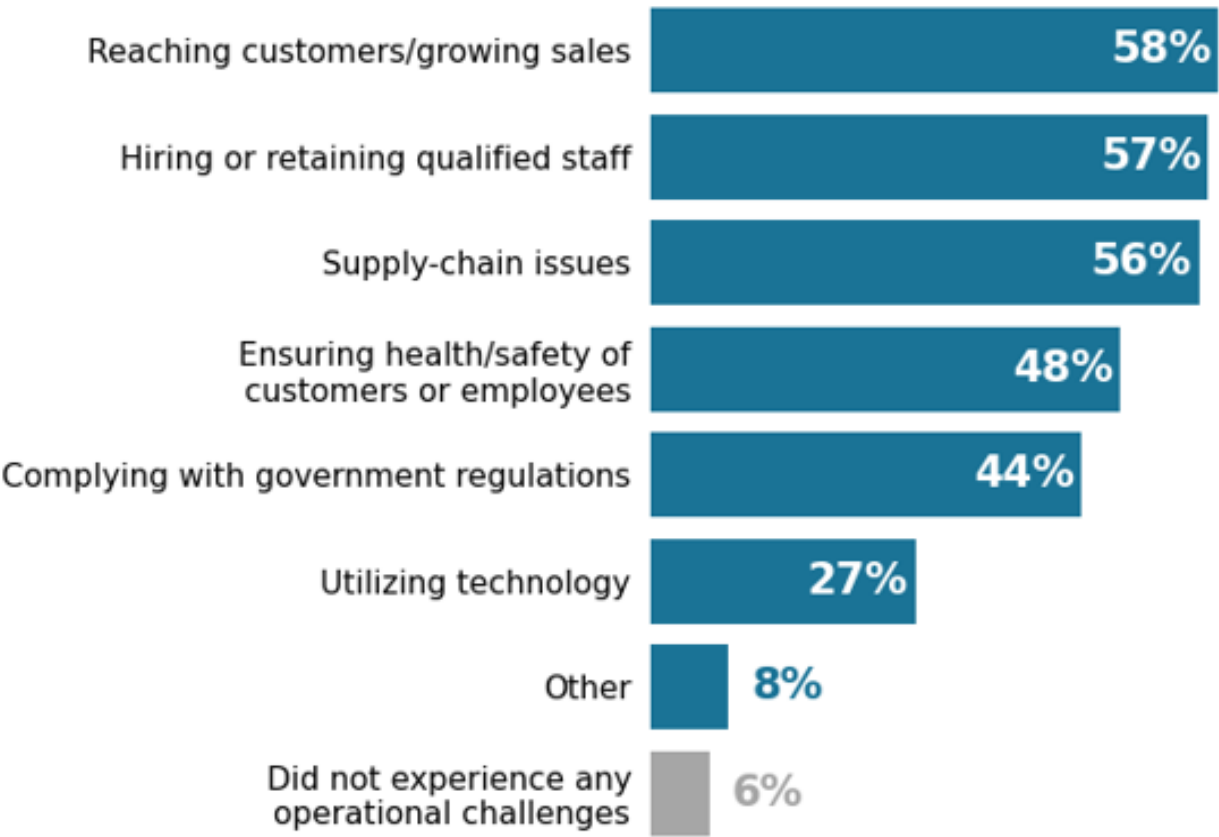 Reaching customers/growing sales 58%
Hiring or retaining qualified staff 57%
Supply-chain issues 56%
Ensuring health/safety of
customers or employees 48%
Complying with government regulations 44%
Utilizing technology 27%
Other 8%
Did not experience any
operational challenges 6%